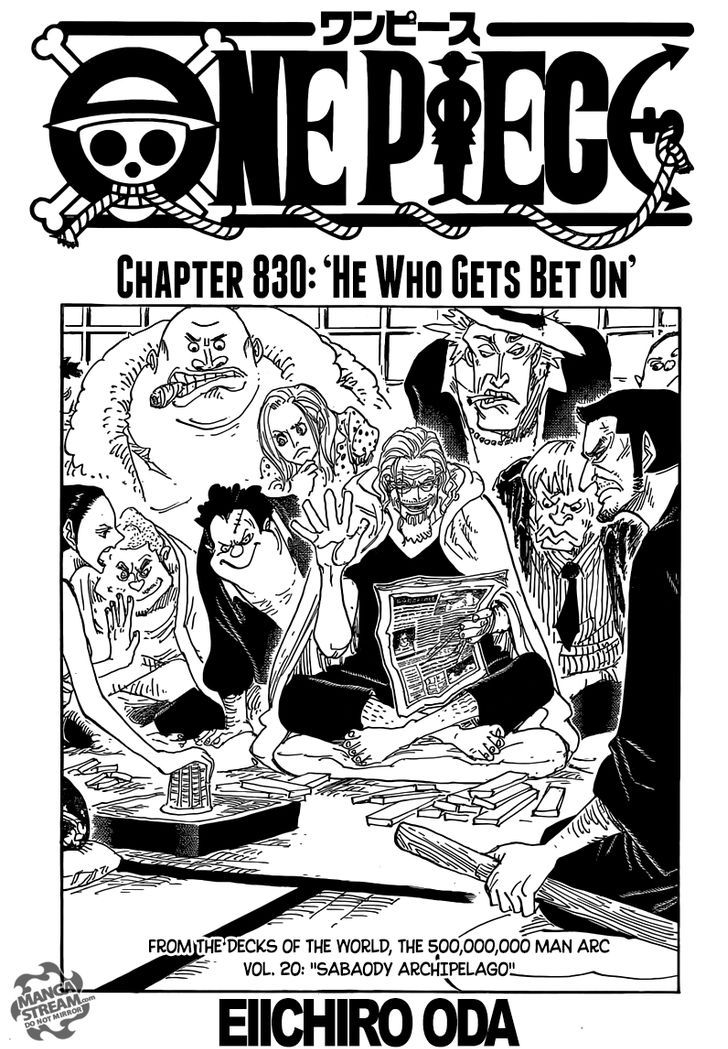 ワンピース
ONE PIECE
CHAPTER 830: 'HE WHO GETS BET ON'
FROM THE DECKS OF THE WORLD, THE 500,000,000 MAN ARC
VOL. 20: "SABAODY ARCHIPELAGO"
MANGA
STREAM.com
DO NOT MIRROR
EIICHIRO ODA